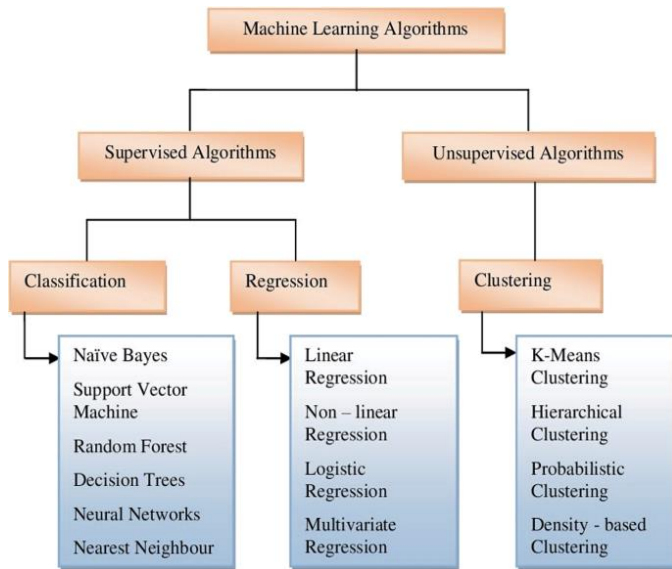 Machine Learning Algorithms
Supervised Algorithms
Unsupervised Algorithms
Classification
Regression
Clustering
Naïve Bayes
Support Vector
Machine
Random Forest
Decision Trees
Neural Networks
Nearest Neighbour
Linear
Regression
Non – linear
Regression
Logistic
Regression
Multivariate
Regression
K-Means
Clustering
Hierarchical
Clustering
Probabilistic
Clustering
Density - based
Clustering